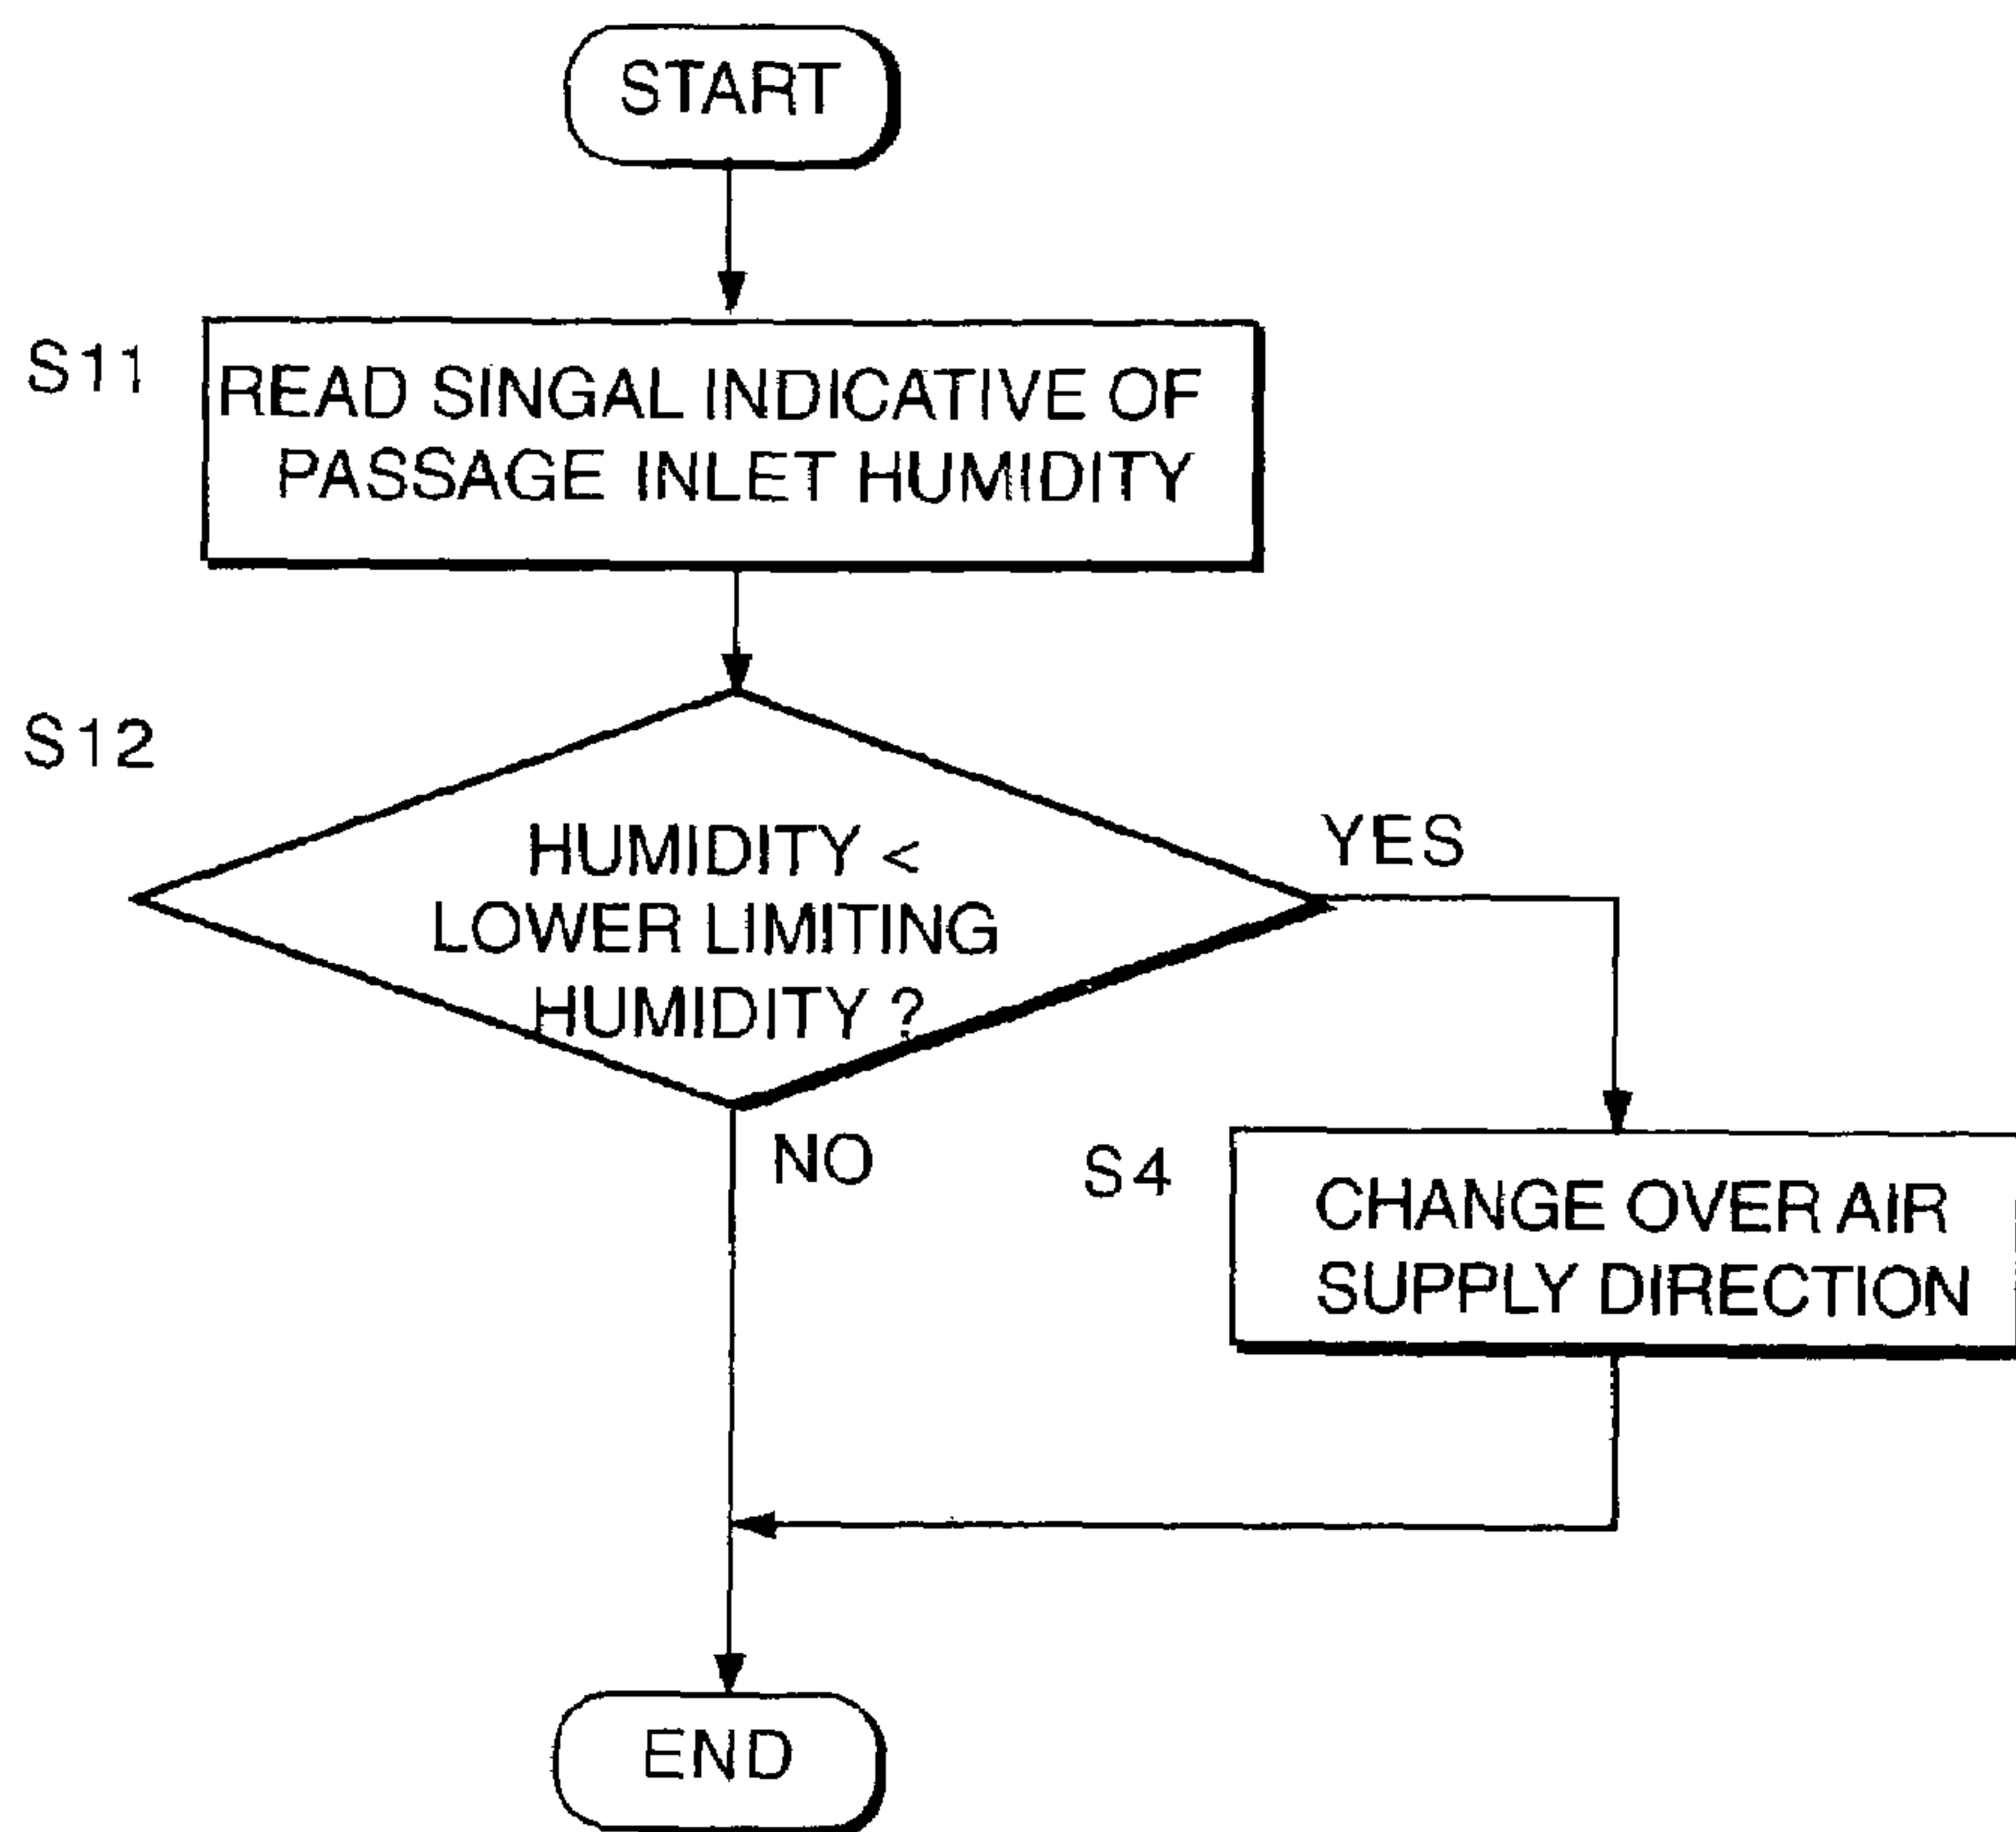 START
S11
READ SINGAL INDICATIVE OF
PASSAGE INLET HUMIDITY
S12
HUMIDITY <
LOWER LIMITING
HUMIDITY ?
YES
NO
S4
CHANGE OVER AIR
SUPPLY DIRECTION
END